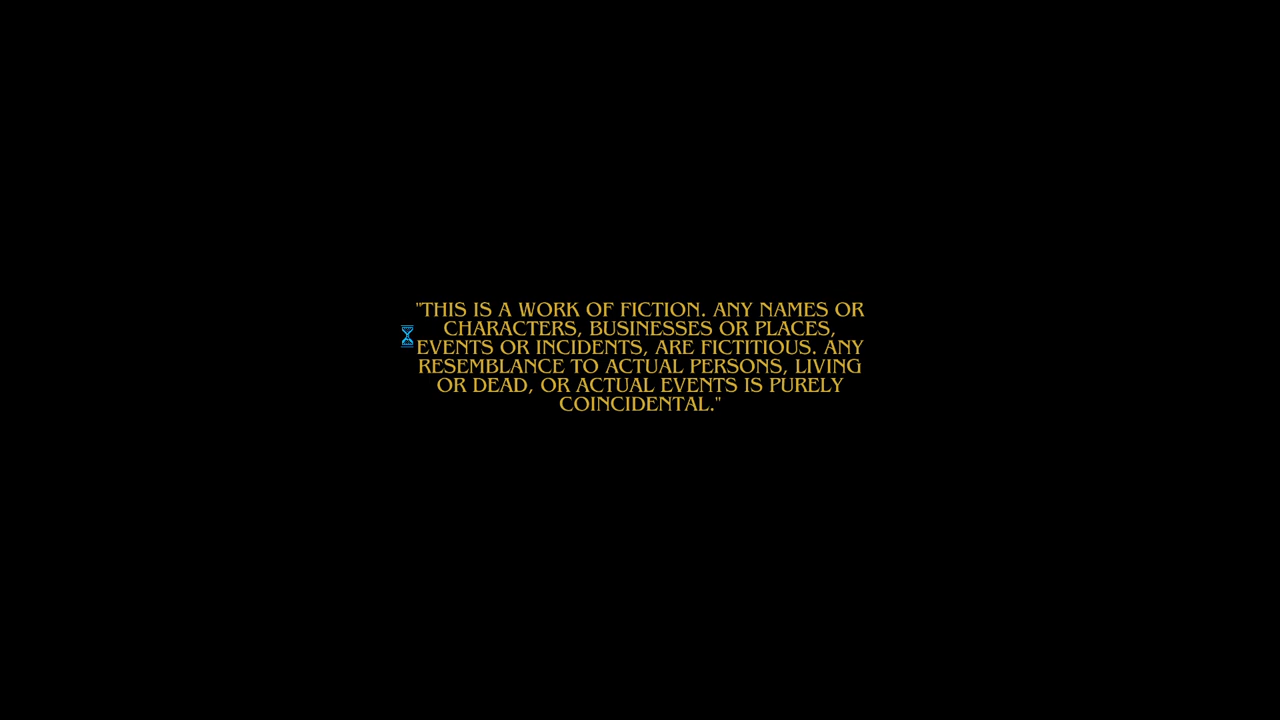 "THIS IS A WORK OF FICTION. ANY NAMES OR
CHARACTERS, BUSINESSES OR PLACES,
EVENTS OR INCIDENTS, ARE FICTITIOUS. ANY
RESEMBLANCE TO ACTUAL PERSONS, LIVING
OR DEAD, OR ACTUAL EVENTS IS PURELY
COINCIDENTAL."